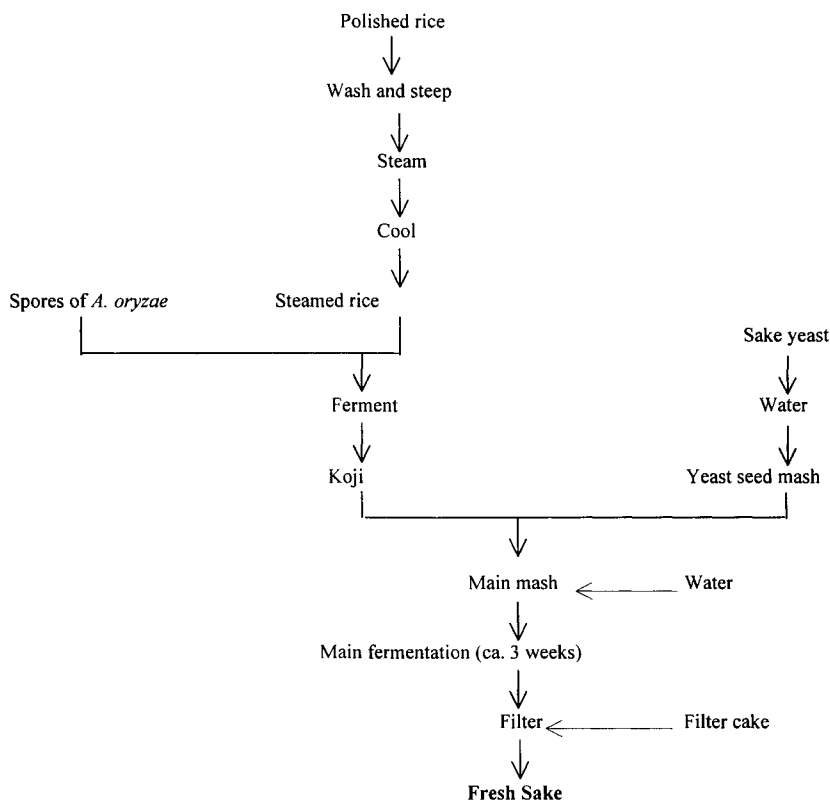 Polished rice
Wash and steep
Steam
Cool
Spores of A. oryzae
Steamed rice
Sake yeast
Ferment
Water
Koji
Yeast seed mash
Main mash
Water
Main fermentation (ca. 3 weeks)
Filter
Filter cake
Fresh Sake